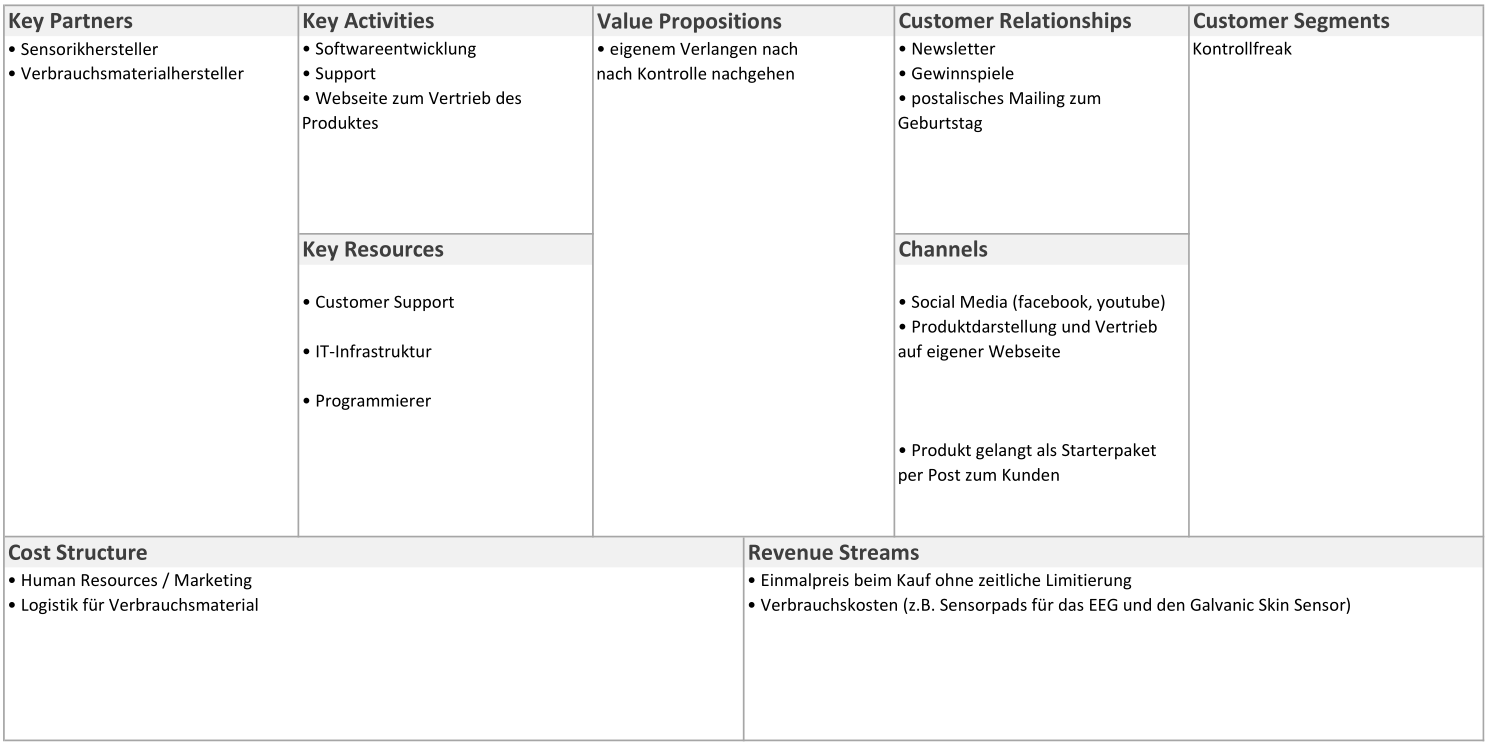 Key Partners
• Sensorikhersteller
• Verbrauchsmaterialhersteller
Key Activities
• Softwareentwicklung
• Support
• Webseite zum Vertrieb des
Produktes
Key Resources
• Customer Support
• IT-Infrastruktur
• Programmierer
Value Propositions
• eigenem Verlangen nach
nach Kontrolle nachgehen
Customer Relationships
• Newsletter
• Gewinnspiele
• postalisches Mailing zum
Geburtstag
Channels
• Social Media (facebook, youtube)
• Produktdarstellung und Vertrieb
auf eigener Webseite
• Produkt gelangt als Starterpaket
per Post zum Kunden
Customer Segments
Kontrollfreak
Cost Structure
• Human Resources / Marketing
• Logistik für Verbrauchsmaterial
Revenue Streams
• Einmalpreis beim Kauf ohne zeitliche Limitierung
• Verbrauchskosten (z.B. Sensorpads für das EEG und den Galvanic Skin Sensor)